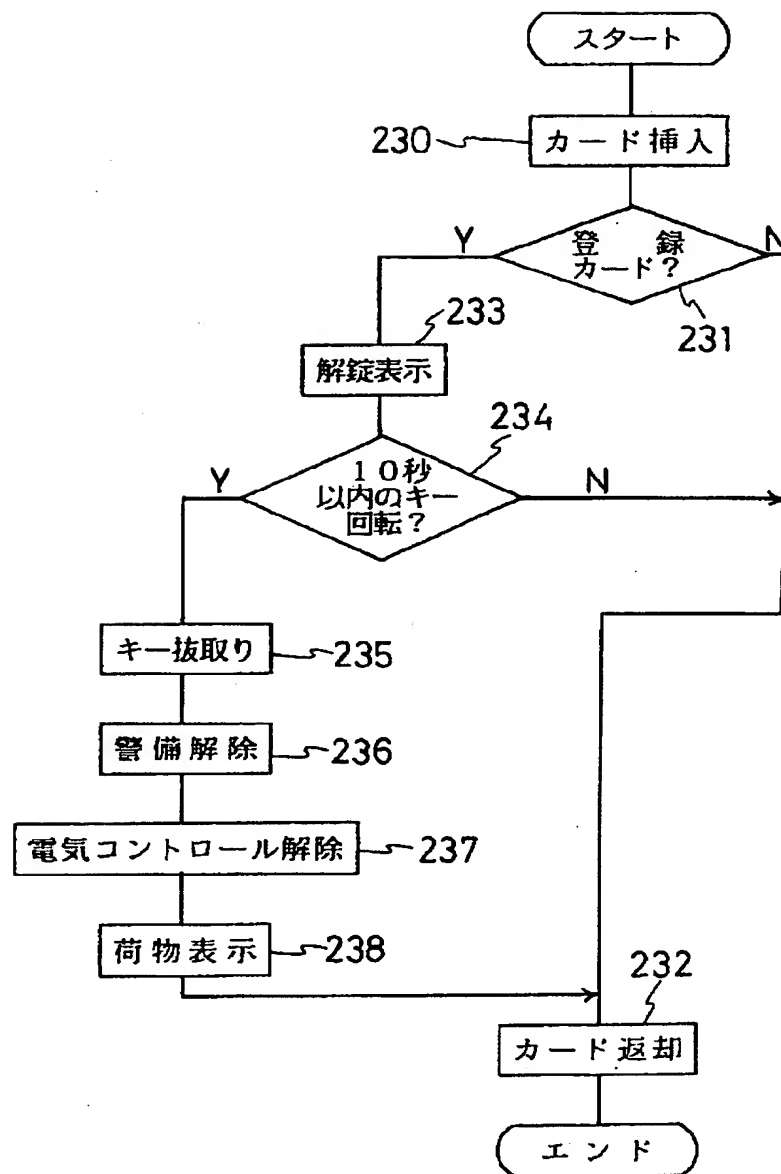 スタート
230
カード挿入
Y
登録
カード?
N
231
233
解錠表示
234
Y
10秒
以内のキー
回転?
N
キー抜取り
235
警備解除
236
電気コントロール解除
237
荷物表示
238
232
カード返却
エンド